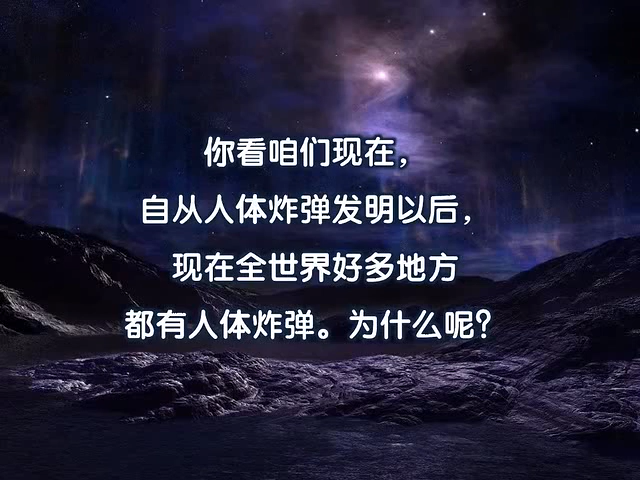 你看咱们现在，
自从人体炸弹发明以后，
现在全世界好多地方
都有人体炸弹。为什么呢？